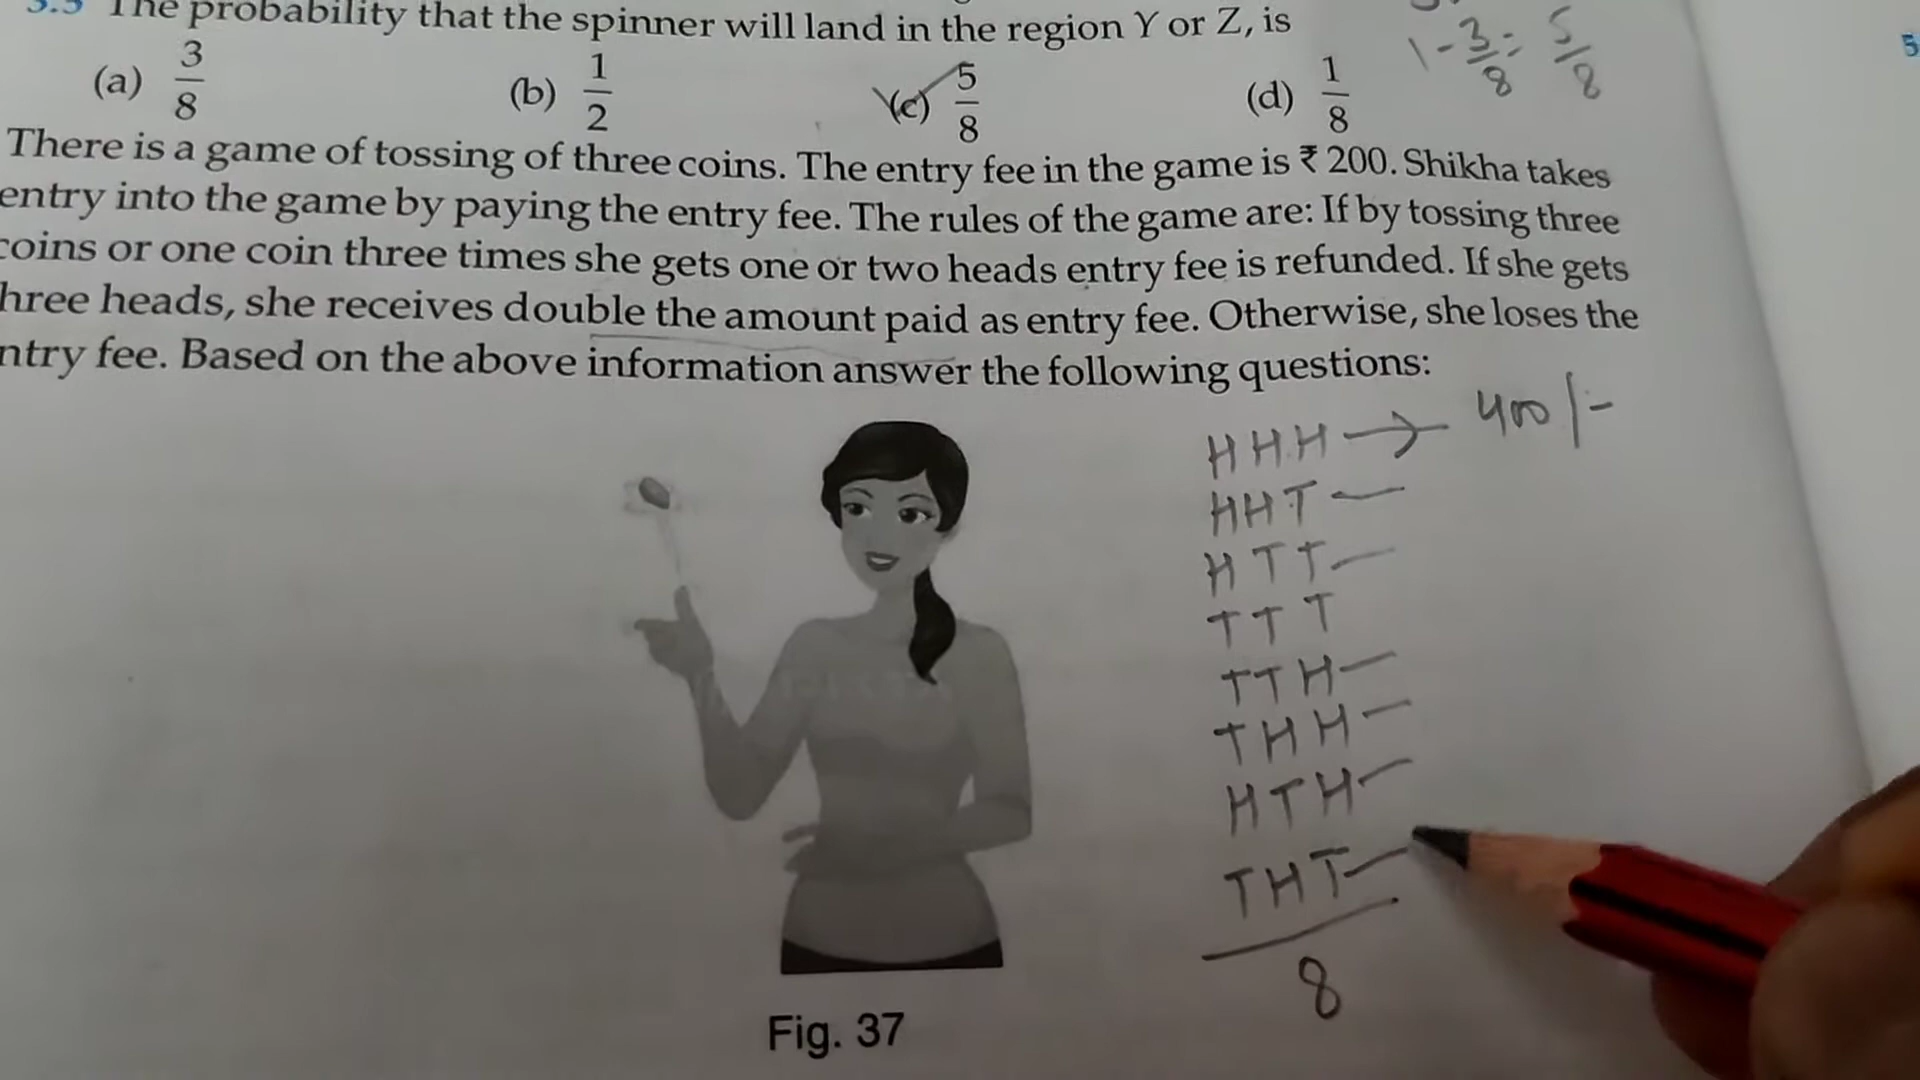 3.3 The probability that the spinner will land in the region Y or Z, is
1 - 3/8 = 5/8
(a) 3/8 (b) 1/2 (c) 5/8 (d) 1/8
There is a game of tossing of three coins. The entry fee in the game is ₹ 200. Shikha takes
entry into the game by paying the entry fee. The rules of the game are: If by tossing three
coins or one coin three times she gets one or two heads entry fee is refunded. If she gets
hree heads, she receives double the amount paid as entry fee. Otherwise, she loses the
ntry fee. Based on the above information answer the following questions:
HHH → 400/-
HHT —
HTT —
TTT
TTH —
THH —
HTH —
THT —
8
Fig. 37
5